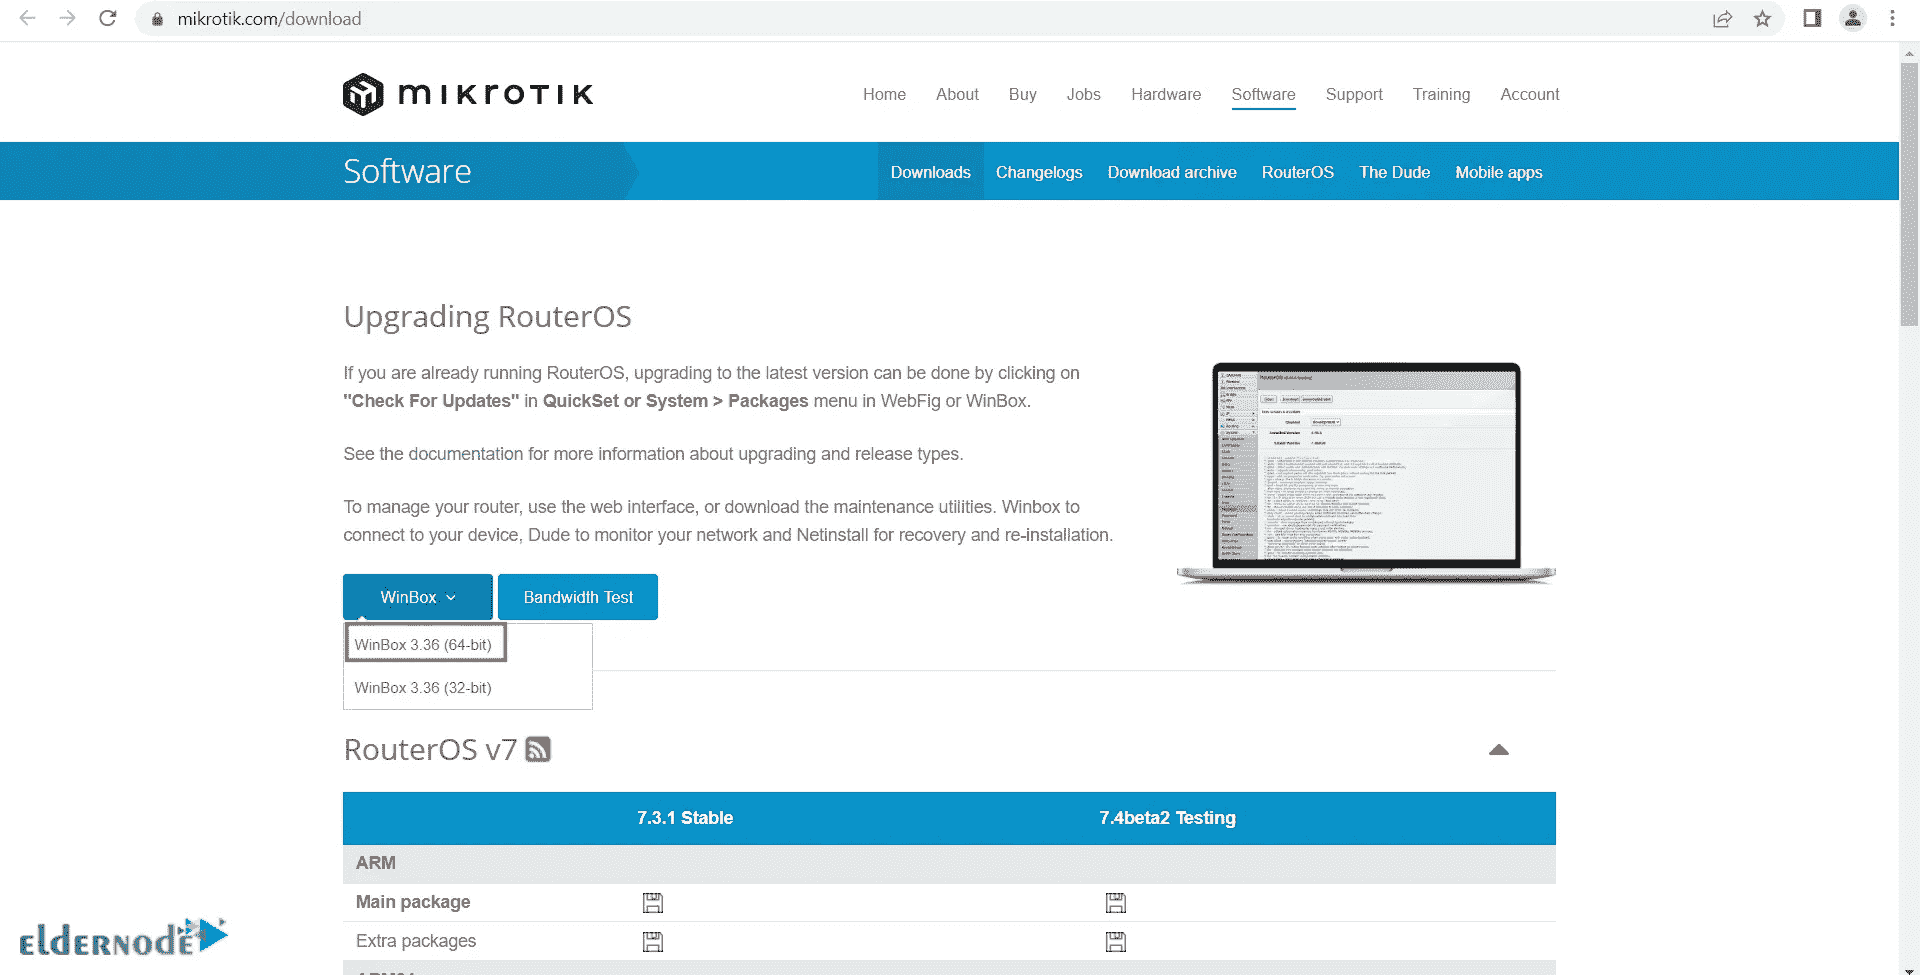 mikrotik.com/download
mikrotik
Home About Buy Jobs Hardware Software Support Training Account
Software
Downloads Changelogs Download archive RouterOS The Dude Mobile apps
Upgrading RouterOS
If you are already running RouterOS, upgrading to the latest version can be done by clicking on
"Check For Updates" in QuickSet or System > Packages menu in WebFig or WinBox.
See the documentation for more information about upgrading and release types.
To manage your router, use the web interface, or download the maintenance utilities. Winbox to
connect to your device, Dude to monitor your network and Netinstall for recovery and re-installation.
WinBox Bandwidth Test
WinBox 3.36 (64-bit)
WinBox 3.36 (32-bit)
RouterOS v7
7.3.1 Stable 7.4beta2 Testing
ARM
Main package
Extra packages
eldernode